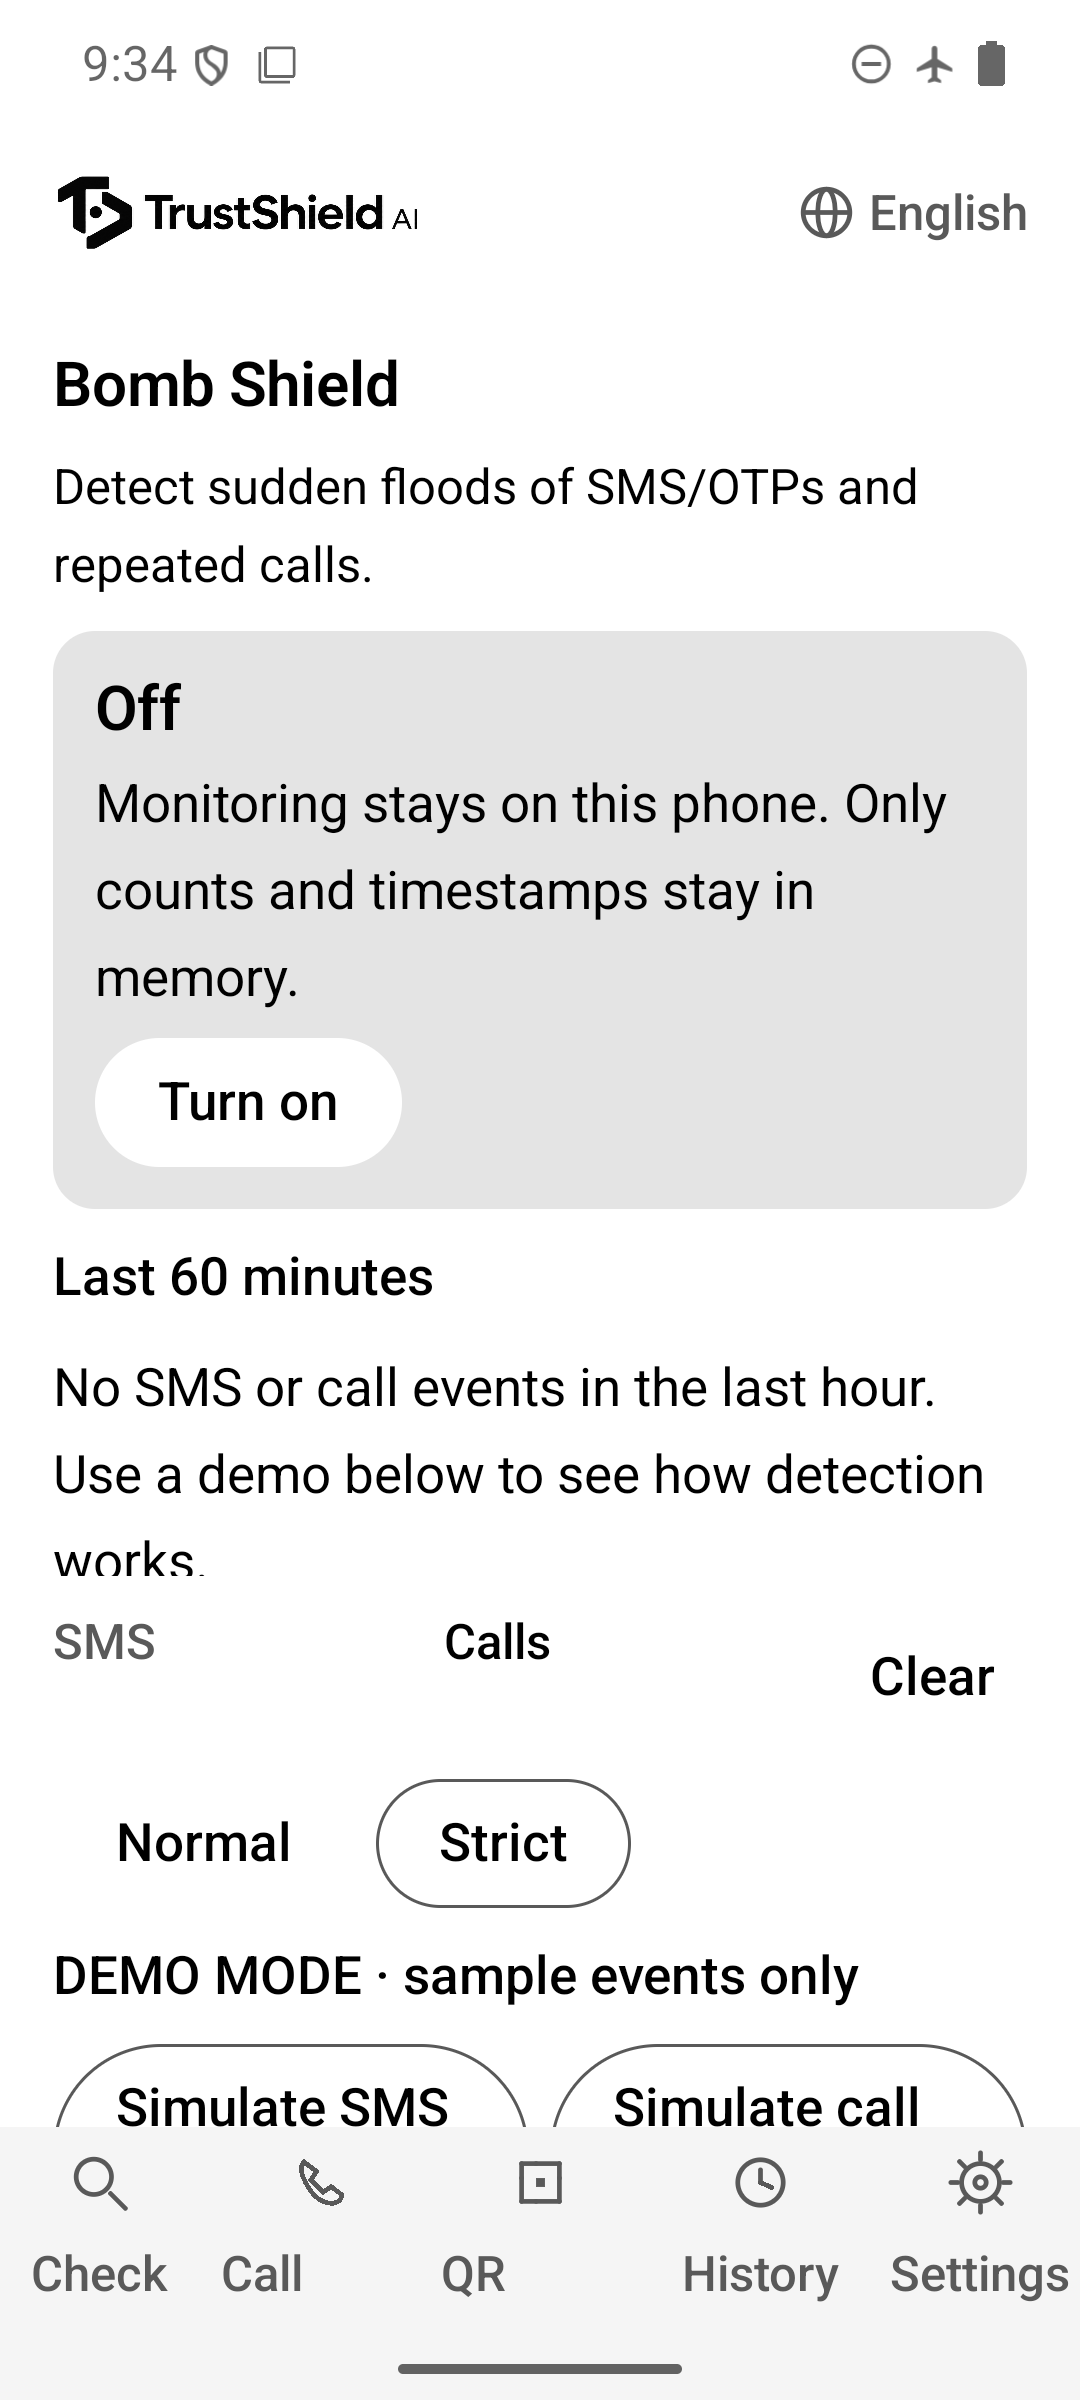 9:34
TrustShield AI
English
Bomb Shield
Detect sudden floods of SMS/OTPs and
repeated calls.
Off
Monitoring stays on this phone. Only
counts and timestamps stay in
memory.
Turn on
Last 60 minutes
No SMS or call events in the last hour.
Use a demo below to see how detection
works.
SMS
Calls
Clear
Normal
Strict
DEMO MODE · sample events only
Simulate SMS
Simulate call
Check
Call
QR
History
Settings